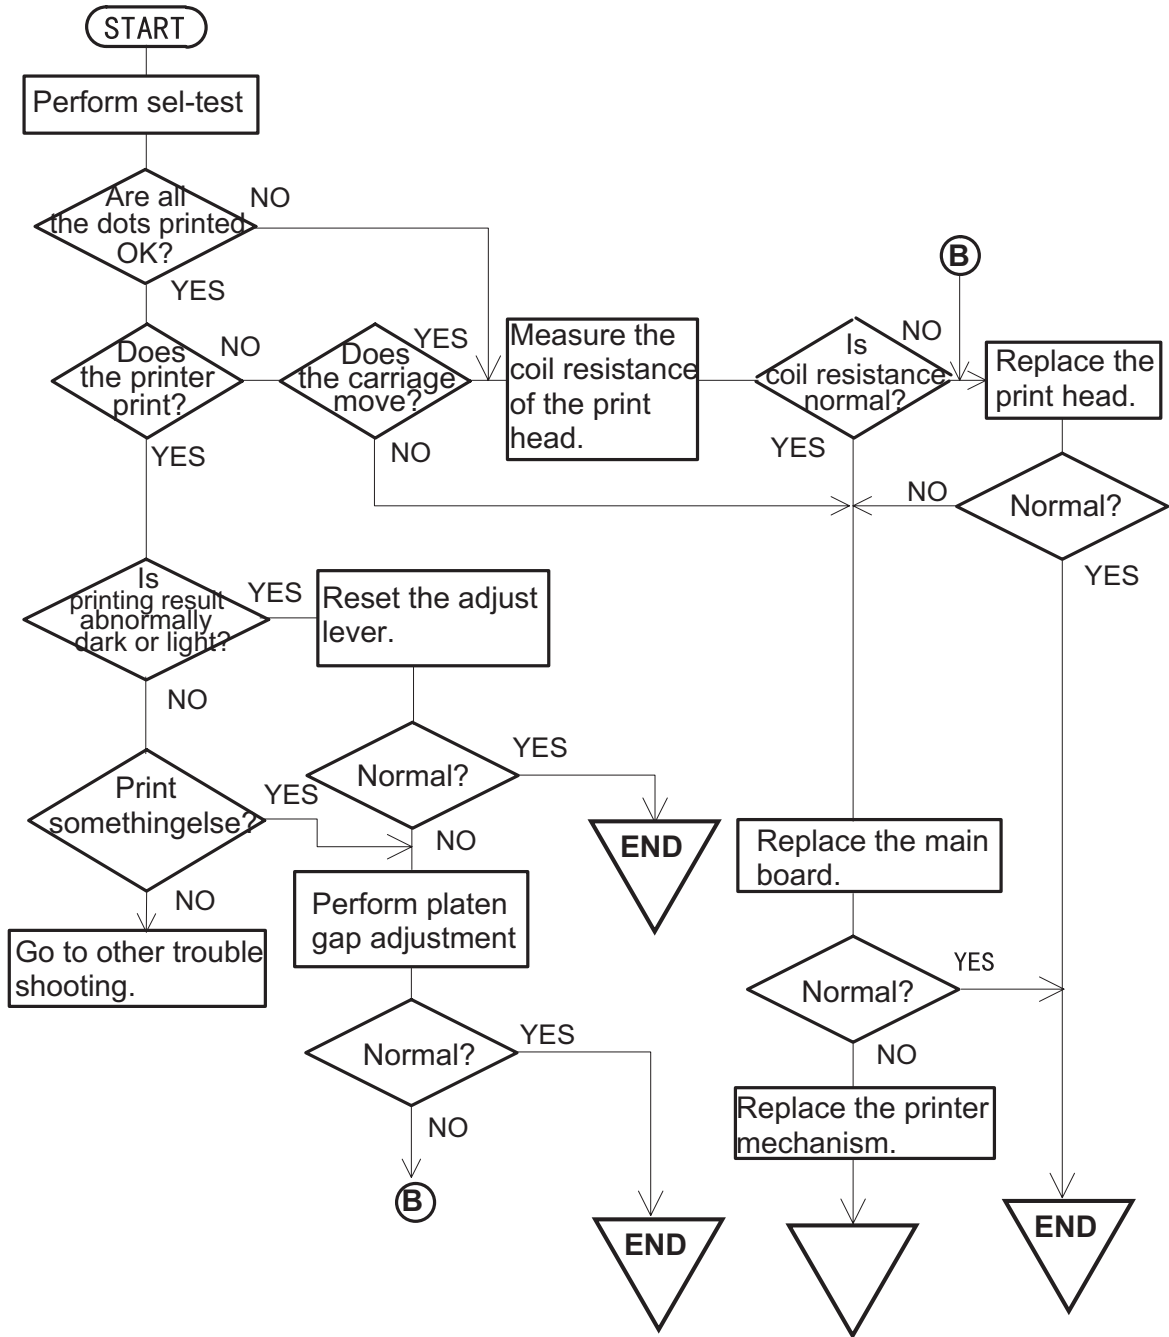 START
Perform sel-test
Are all
the dots printed
OK?
NO
YES
Does
the printer
print?
NO
YES
Does
the carriage
move?
YES
NO
Measure the
coil resistance
of the print
head.
Is
coil resistance
normal?
NO
YES
B
Replace the
print head.
Normal?
NO
YES
Is
printing result
abnormally
dark or light?
YES
NO
Reset the adjust
lever.
Normal?
YES
NO
END
Print
somethingelse?
YES
NO
Go to other trouble
shooting.
Perform platen
gap adjustment
Normal?
YES
NO
B
END
Replace the main
board.
Normal?
YES
NO
Replace the printer
mechanism.
END